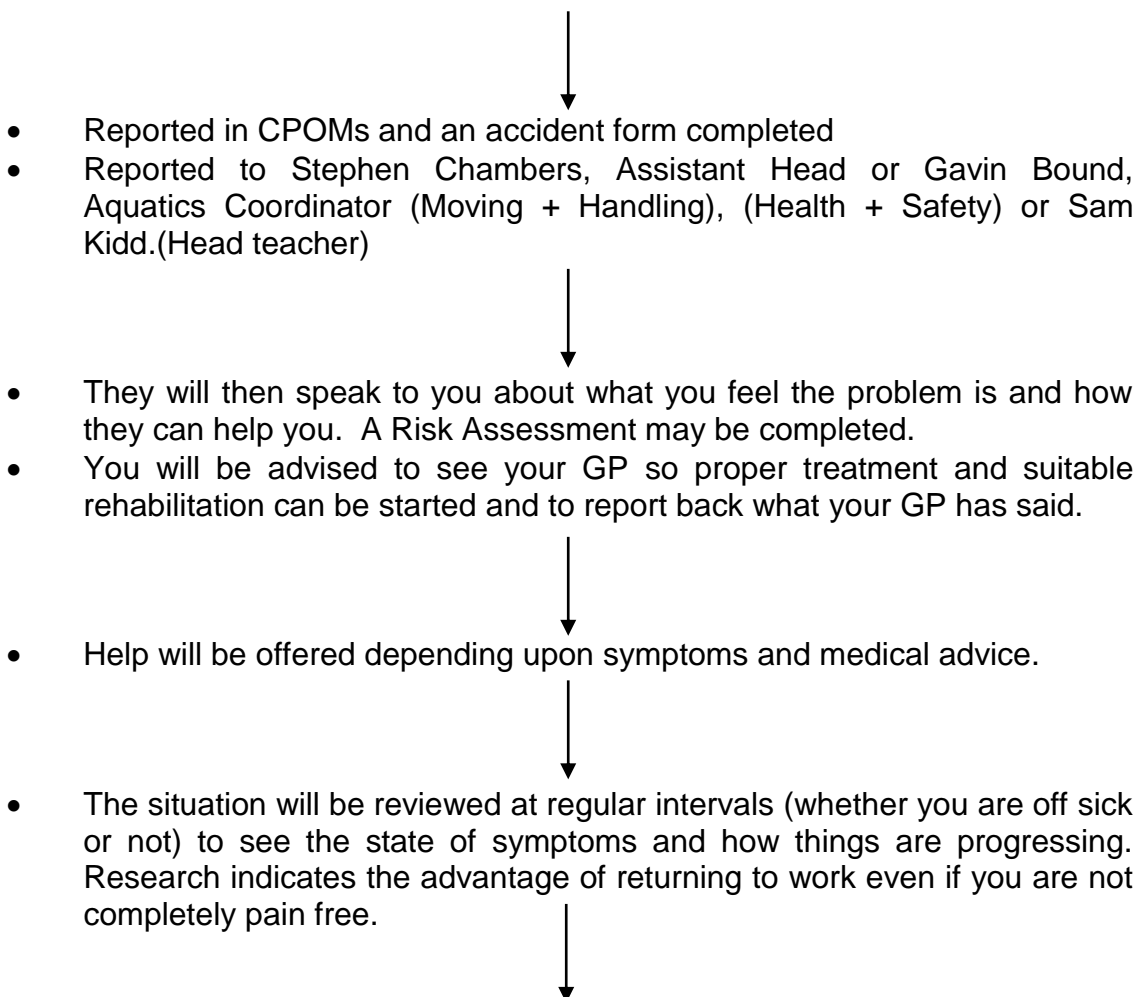 • Reported in CPOMs and an accident form completed
• Reported to Stephen Chambers, Assistant Head or Gavin Bound,
Aquatics Coordinator (Moving + Handling), (Health + Safety) or Sam
Kidd.(Head teacher)
• They will then speak to you about what you feel the problem is and how
they can help you. A Risk Assessment may be completed.
• You will be advised to see your GP so proper treatment and suitable
rehabilitation can be started and to report back what your GP has said.
• Help will be offered depending upon symptoms and medical advice.
• The situation will be reviewed at regular intervals (whether you are off sick
or not) to see the state of symptoms and how things are progressing.
Research indicates the advantage of returning to work even if you are not
completely pain free.